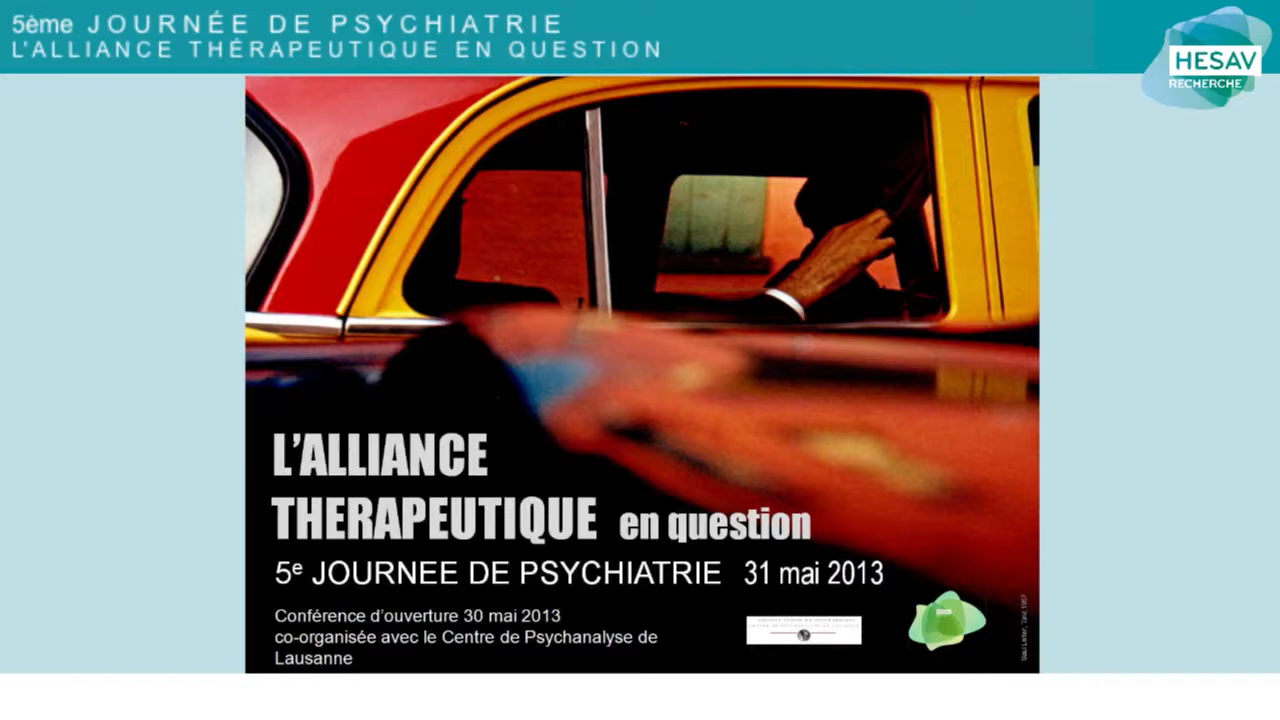 5ème JOURNÉE DE PSYCHIATRIE
L'ALLIANCE THÉRAPEUTIQUE EN QUESTION
HESAV
RECHERCHE
L'ALLIANCE
THERAPEUTIQUE en question
5e JOURNEE DE PSYCHIATRIE 31 mai 2013
Conférence d'ouverture 30 mai 2013
co-organisée avec le Centre de Psychanalyse de
Lausanne